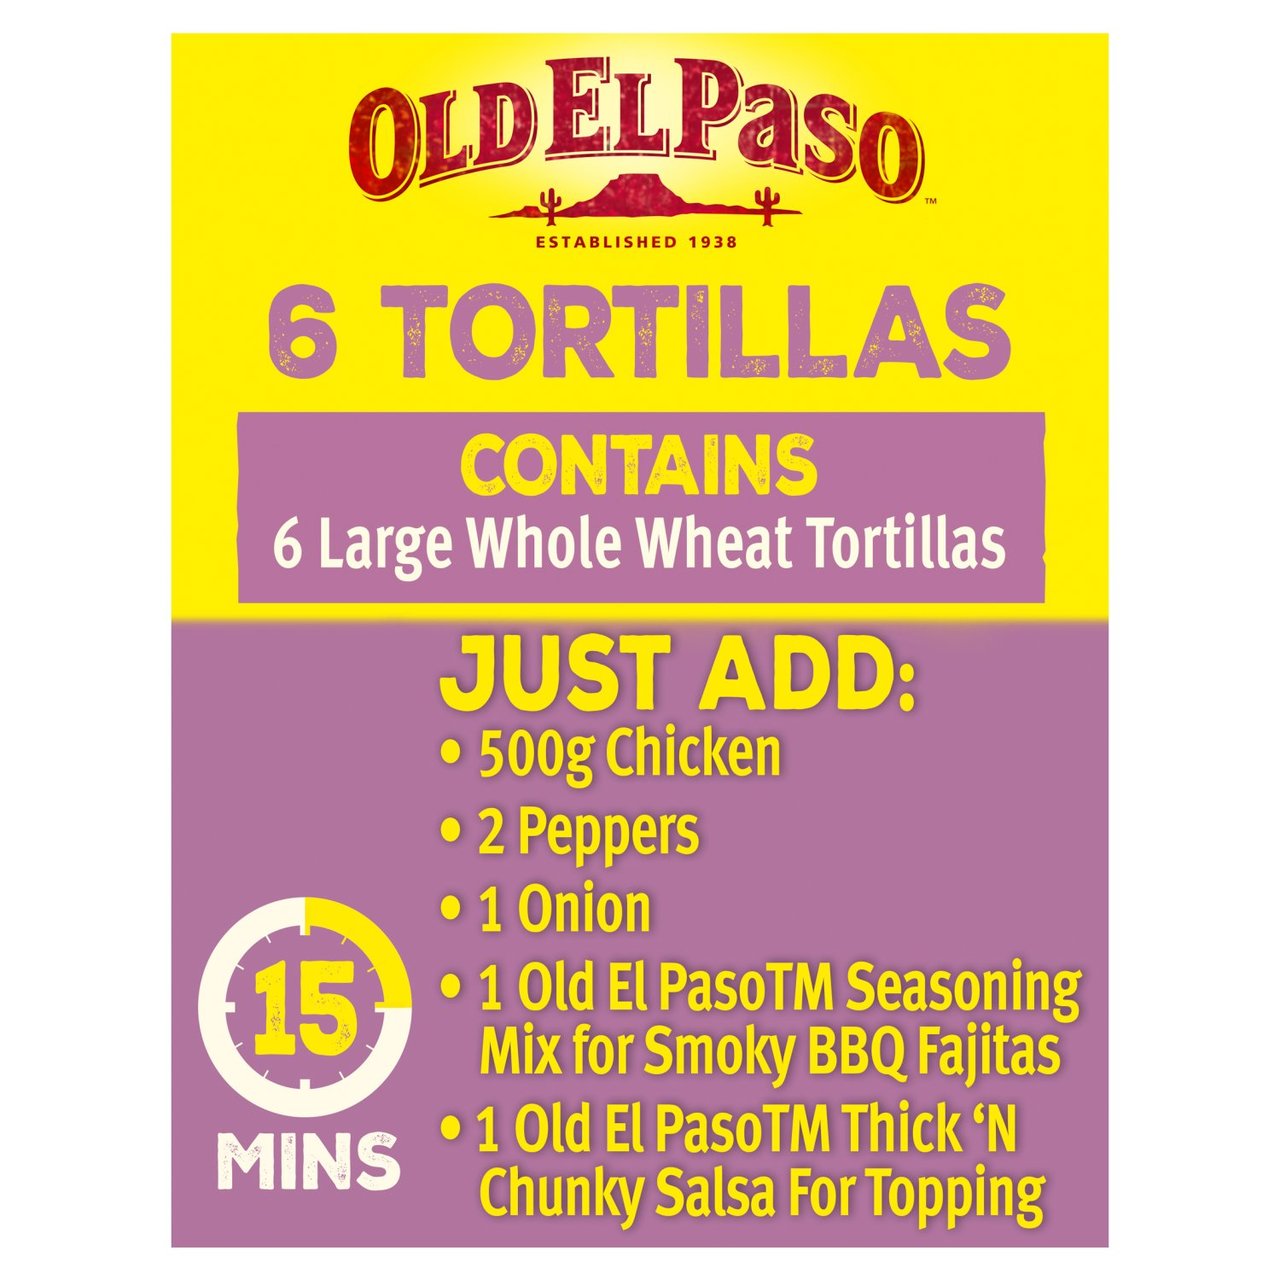 OLD EL PASO™
ESTABLISHED 1938
6 TORTILLAS
CONTAINS
6 Large Whole Wheat Tortillas
JUST ADD:
• 500g Chicken
• 2 Peppers
• 1 Onion
• 1 Old El PasoTM Seasoning
Mix for Smoky BBQ Fajitas
• 1 Old El PasoTM Thick ‘N
Chunky Salsa For Topping
15
MINS